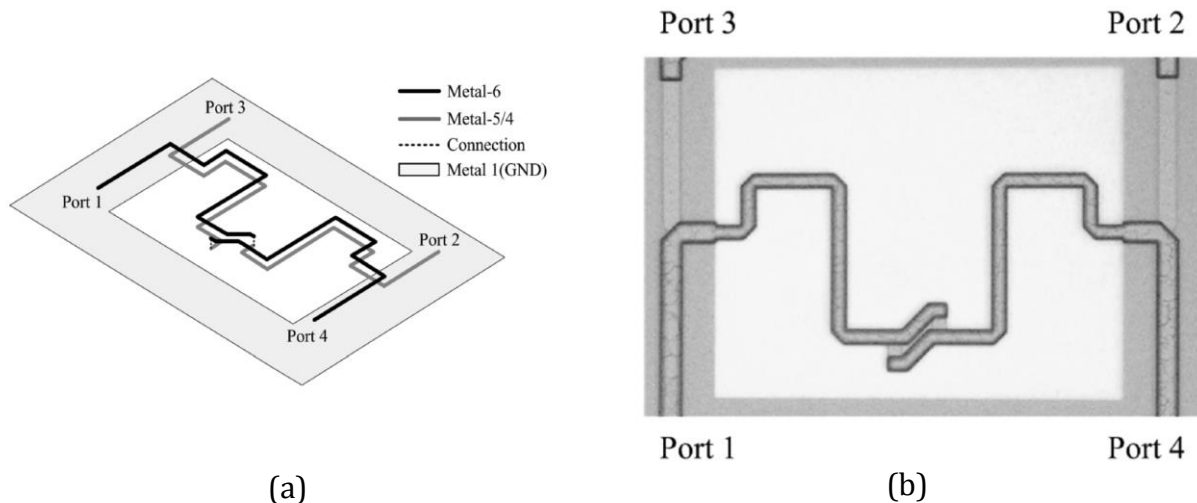 Port 3
Port 1
Port 2
Port 4
Metal-6
Metal-5/4
Connection
Metal 1(GND)
(a)
Port 3 Port 2
Port 1 Port 4
(b)